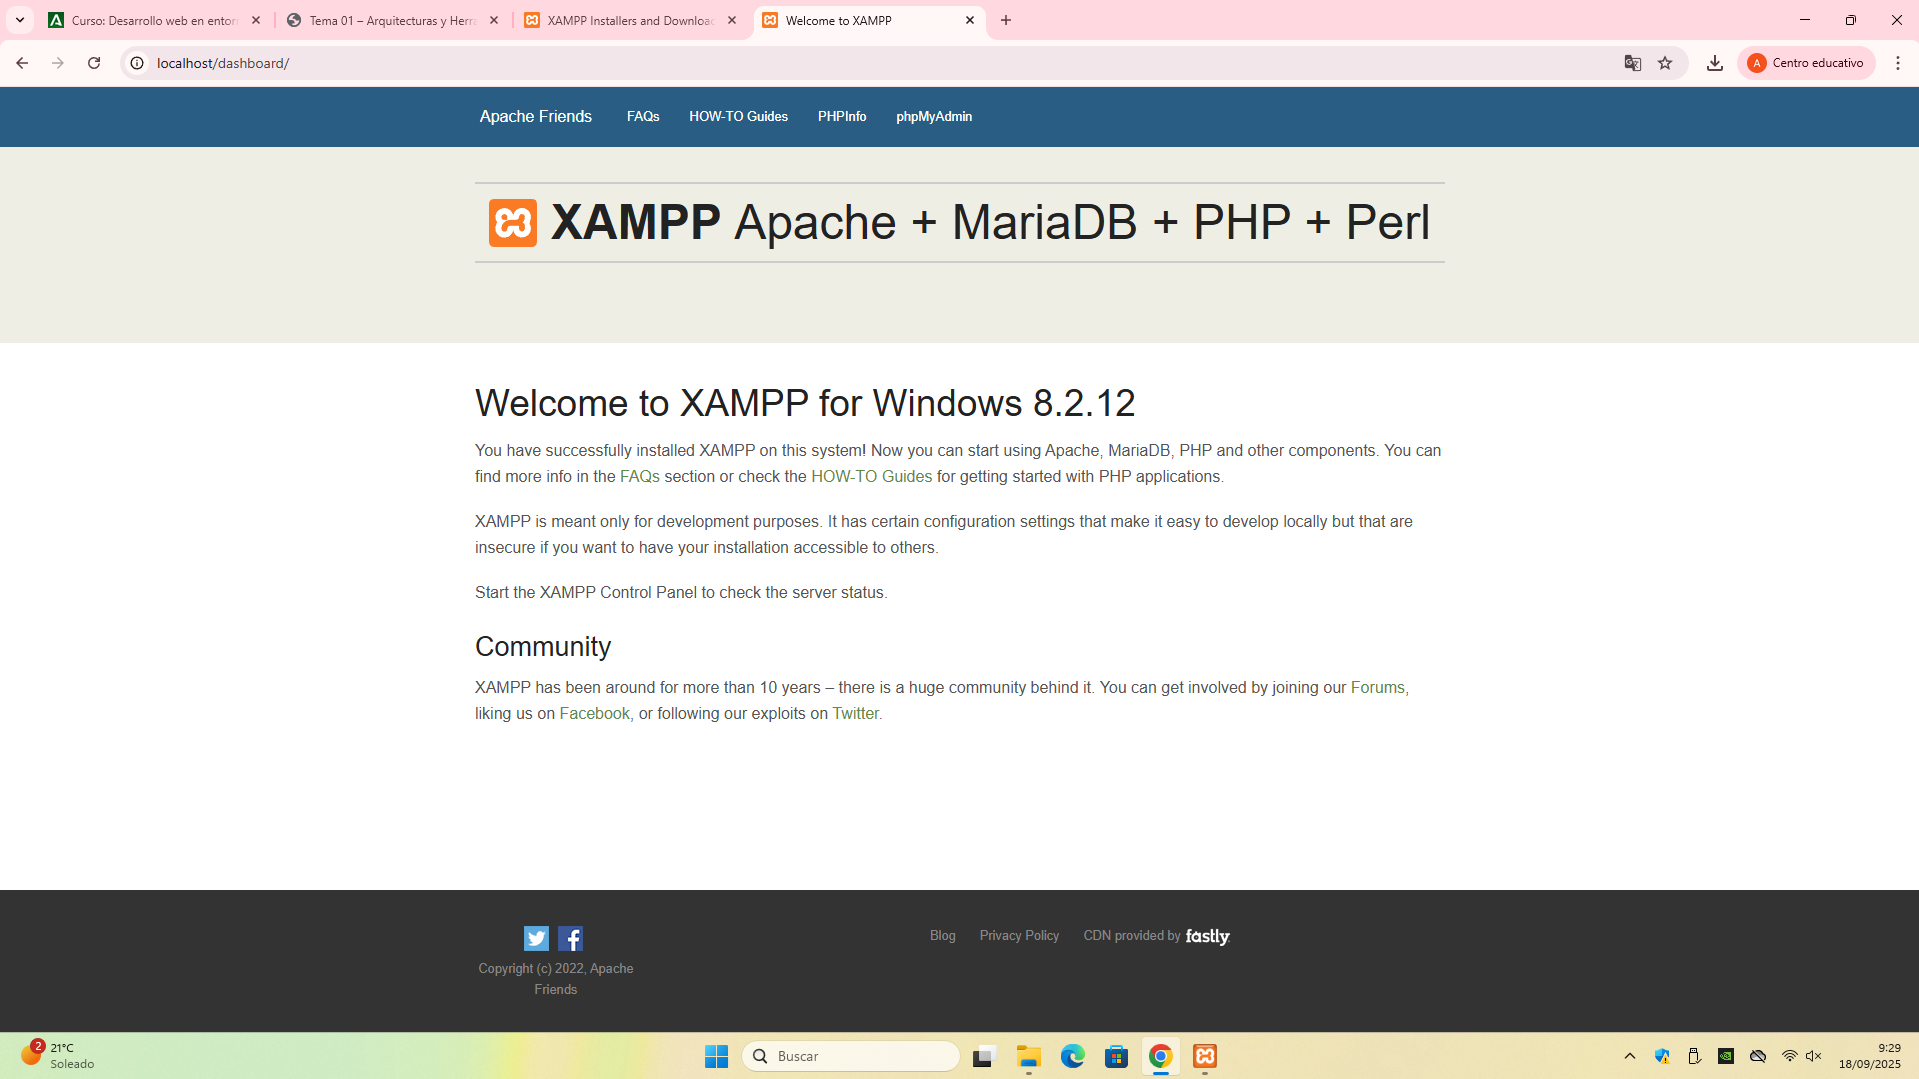 Curso: Desarrollo web en entorn
Tema 01 – Arquitecturas y Herra
XAMPP Installers and Download
Welcome to XAMPP
localhost/dashboard/
A
Centro educativo
Apache Friends
FAQs
HOW-TO Guides
PHPInfo
phpMyAdmin
XAMPP Apache + MariaDB + PHP + Perl
Welcome to XAMPP for Windows 8.2.12
You have successfully installed XAMPP on this system! Now you can start using Apache, MariaDB, PHP and other components. You can
find more info in the FAQs section or check the HOW-TO Guides for getting started with PHP applications.
XAMPP is meant only for development purposes. It has certain configuration settings that make it easy to develop locally but that are
insecure if you want to have your installation accessible to others.
Start the XAMPP Control Panel to check the server status.
Community
XAMPP has been around for more than 10 years – there is a huge community behind it. You can get involved by joining our Forums,
liking us on Facebook, or following our exploits on Twitter.
Blog
Privacy Policy
CDN provided by fastly
Copyright (c) 2022, Apache
Friends
2
21°C
Soleado
Buscar
9:29
18/09/2025